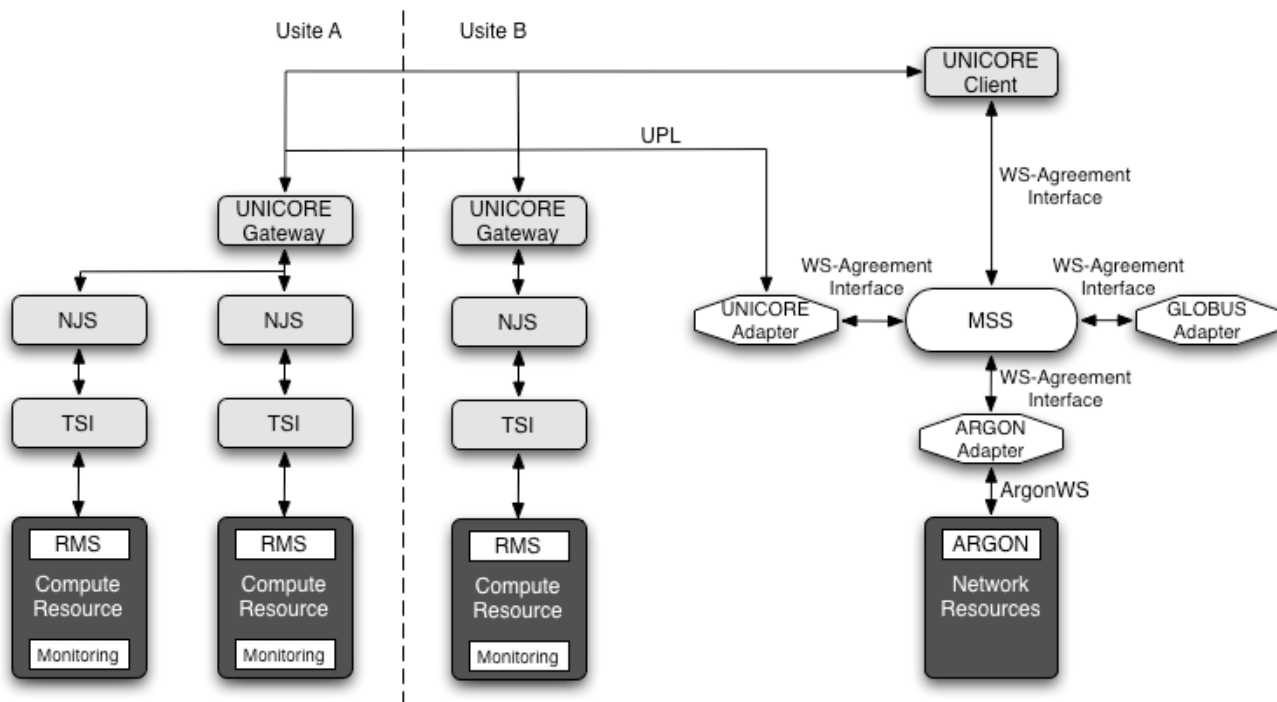 Usite A
Usite B
UNICORE
Client
UPL
WS-Agreement
Interface
UNICORE
Gateway
UNICORE
Gateway
WS-Agreement
Interface
WS-Agreement
Interface
NJS
NJS
NJS
UNICORE
Adapter
MSS
GLOBUS
Adapter
WS-Agreement
Interface
TSI
TSI
TSI
ARGON
Adapter
ArgonWS
RMS
Compute
Resource
Monitoring
RMS
Compute
Resource
Monitoring
RMS
Compute
Resource
Monitoring
ARGON
Network
Resources